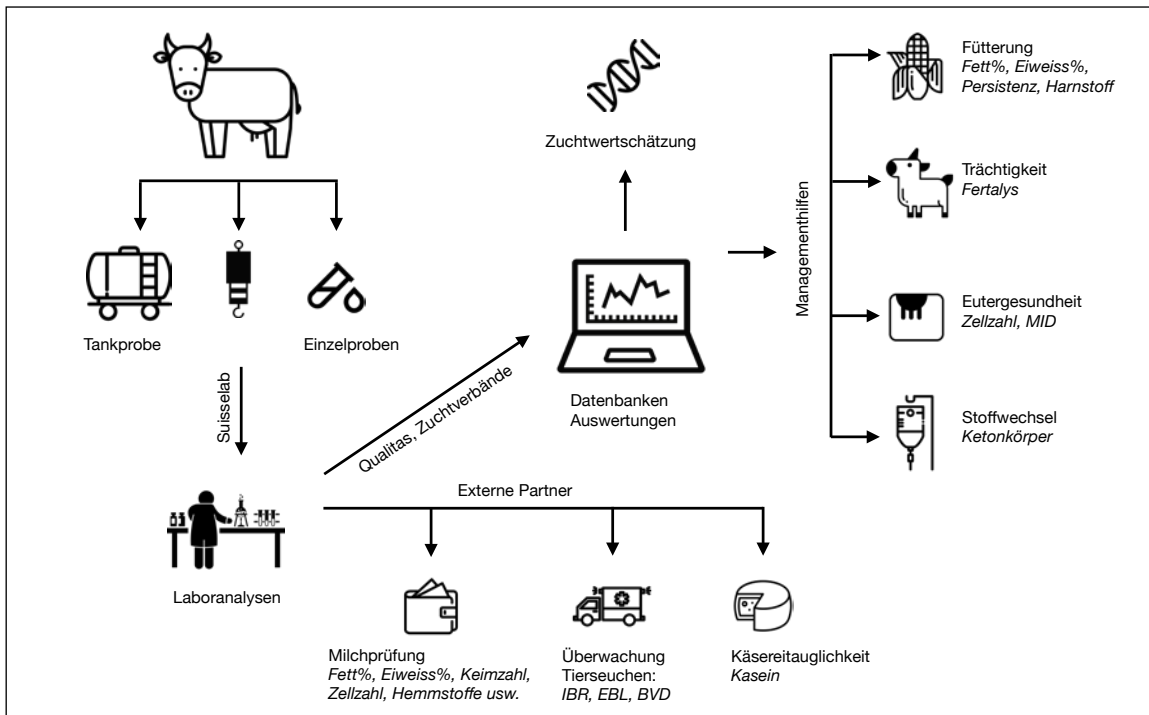 Tankprobe
Einzelproben
Suisselab
Laboranalysen
Qualitas, Zuchtverbände
Zuchtwertschätzung
Datenbanken
Auswertungen
Managementhilfen
Fütterung
Fett%, Eiweiss%,
Persistenz, Harnstoff
Trächtigkeit
Fertalys
Eutergesundheit
Zellzahl, MID
Stoffwechsel
Ketonkörper
Externe Partner
Milchprüfung
Fett%, Eiweiss%, Keimzahl,
Zellzahl, Hemmstoffe usw.
Überwachung
Tierseuchen:
IBR, EBL, BVD
Käsereitauglichkeit
Kasein